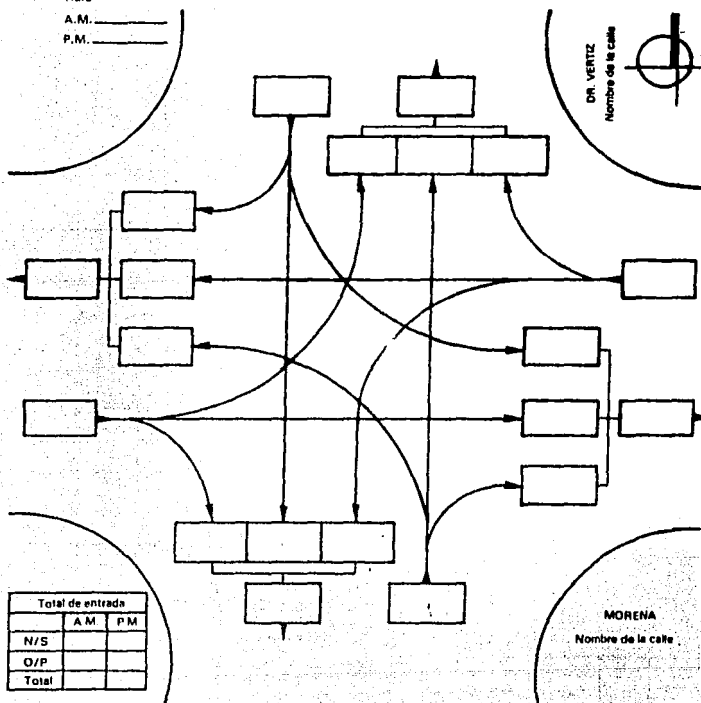 A.M.
P.M.
DR. VERTIZ
Nombre de la calle
Total de entrada
A M P M
N/S
O/P
Total
MORENA
Nombre de la calle